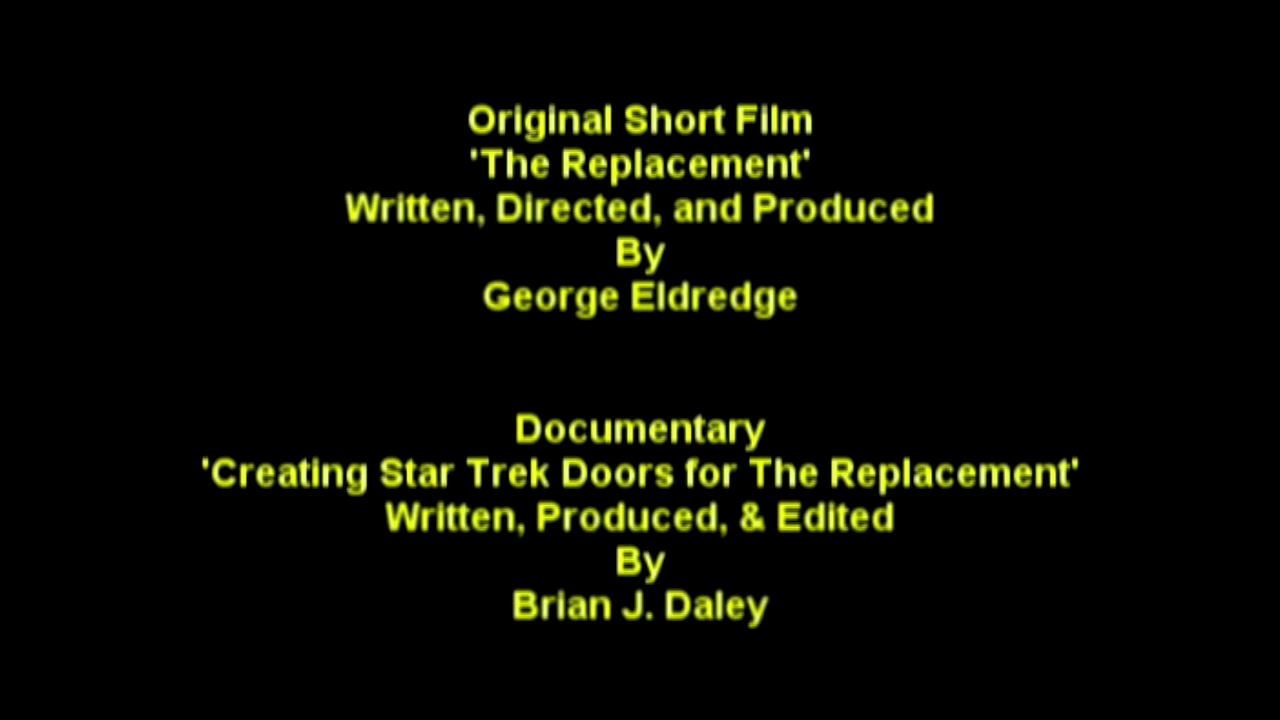 Original Short Film
'The Replacement'
Written, Directed, and Produced
By
George Eldredge
Documentary
'Creating Star Trek Doors for The Replacement'
Written, Produced, & Edited
By
Brian J. Daley